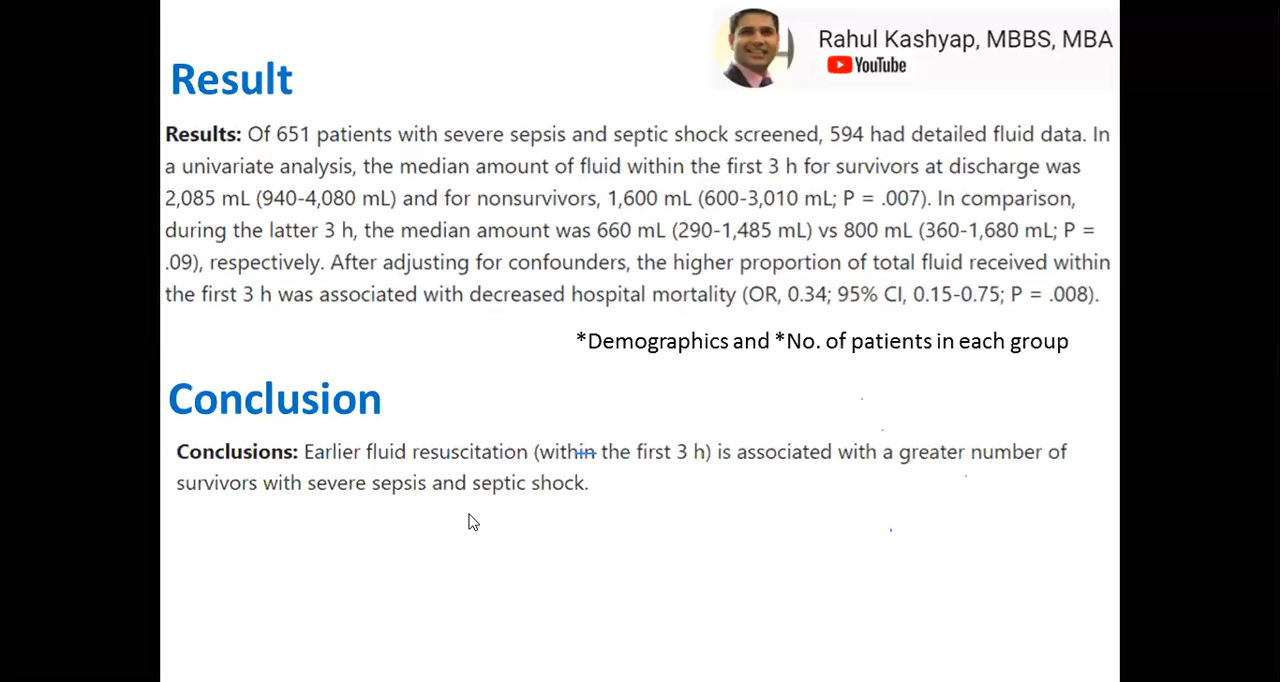 Rahul Kashyap, MBBS, MBA
YouTube
Result
Results: Of 651 patients with severe sepsis and septic shock screened, 594 had detailed fluid data. In
a univariate analysis, the median amount of fluid within the first 3 h for survivors at discharge was
2,085 mL (940-4,080 mL) and for nonsurvivors, 1,600 mL (600-3,010 mL; P = .007). In comparison,
during the latter 3 h, the median amount was 660 mL (290-1,485 mL) vs 800 mL (360-1,680 mL; P =
.09), respectively. After adjusting for confounders, the higher proportion of total fluid received within
the first 3 h was associated with decreased hospital mortality (OR, 0.34; 95% CI, 0.15-0.75; P = .008).
*Demographics and *No. of patients in each group
Conclusion
Conclusions: Earlier fluid resuscitation (within the first 3 h) is associated with a greater number of
survivors with severe sepsis and septic shock.